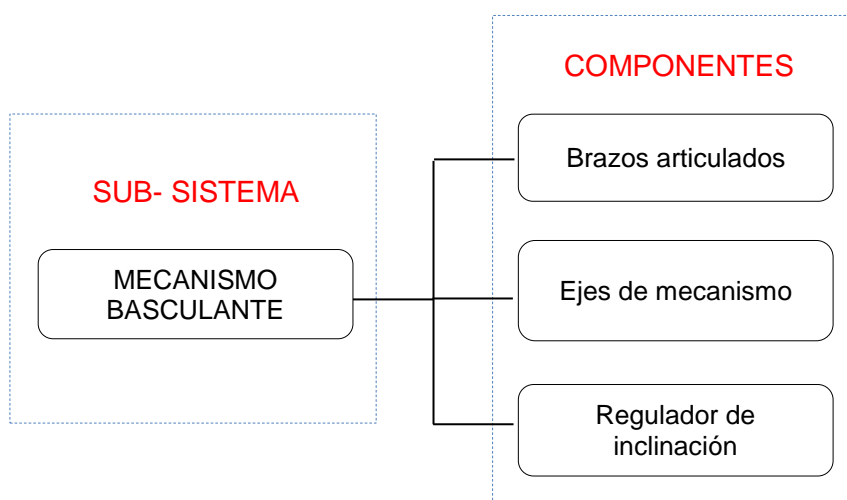 SUB- SISTEMA
MECANISMO
BASCULANTE
COMPONENTES
Brazos articulados
Ejes de mecanismo
Regulador de
inclinación